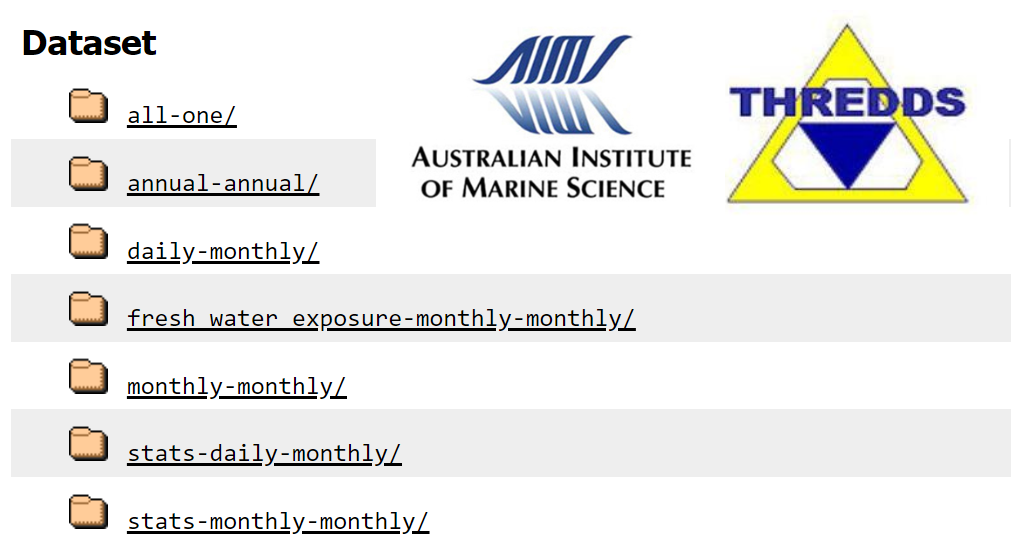 Dataset
all-one/
annual-annual/
daily-monthly/
fresh_water_exposure-monthly-monthly/
monthly-monthly/
stats-daily-monthly/
stats-monthly-monthly/
AIMS
AUSTRALIAN INSTITUTE
OF MARINE SCIENCE
THREDDS